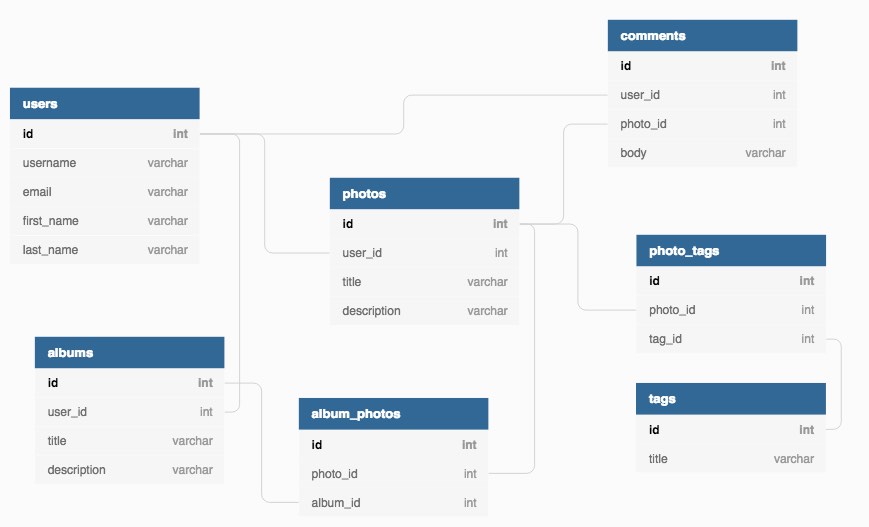 comments
id int
user_id int
photo_id int
body varchar
users
id int
username varchar
email varchar
first_name varchar
last_name varchar
photos
id int
user_id int
title varchar
description varchar
photo_tags
id int
photo_id int
tag_id int
albums
id int
user_id int
title varchar
description varchar
album_photos
id int
photo_id int
album_id int
tags
id int
title varchar